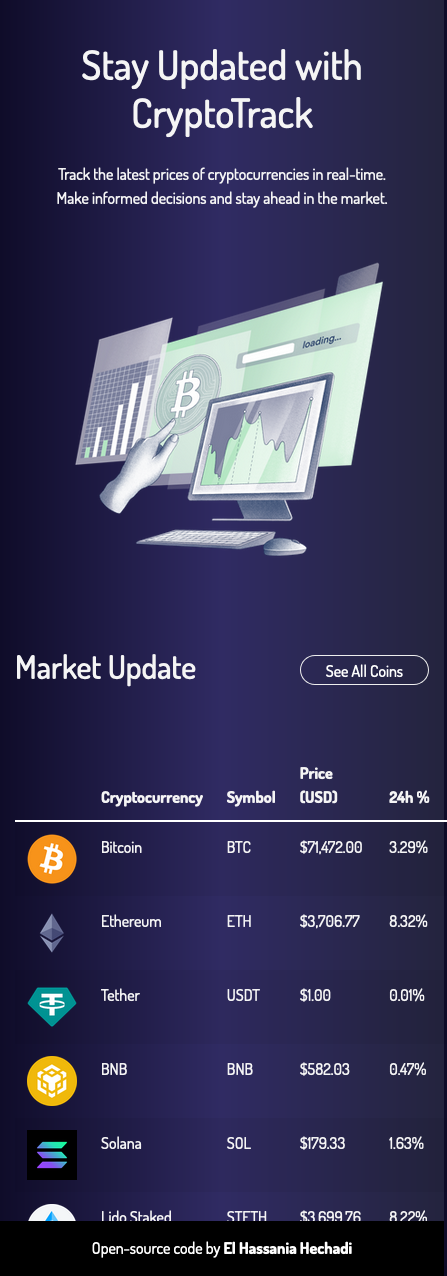 Stay Updated with
CryptoTrack
Track the latest prices of cryptocurrencies in real-time.
Make informed decisions and stay ahead in the market.
loading...
Market Update
See All Coins
Cryptocurrency Symbol Price (USD) 24h %
Bitcoin BTC $71,472.00 3.29%
Ethereum ETH $3,706.77 8.32%
Tether USDT $1.00 0.01%
BNB BNB $582.03 0.47%
Solana SOL $179.33 1.63%
Lido Staked STETH $3,699.76 8.22%
Open-source code by El Hassania Hechadi